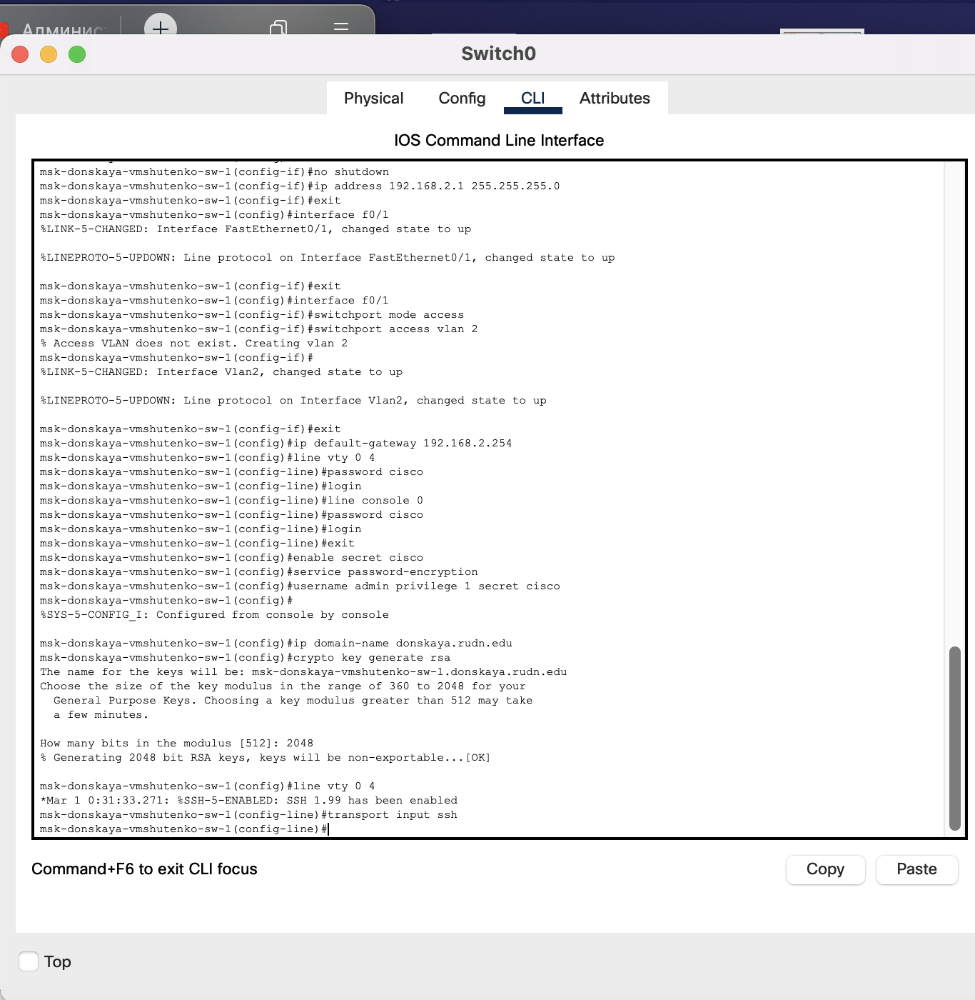 Админис
Switch0
Physical Config CLI Attributes
IOS Command Line Interface
msk-donskaya-vmshutenko-sw-1(config-if)#no shutdown
msk-donskaya-vmshutenko-sw-1(config-if)#ip address 192.168.2.1 255.255.255.0
msk-donskaya-vmshutenko-sw-1(config-if)#exit
msk-donskaya-vmshutenko-sw-1(config)#interface f0/1
%LINK-5-CHANGED: Interface FastEthernet0/1, changed state to up
%LINEPROTO-5-UPDOWN: Line protocol on Interface FastEthernet0/1, changed state to up
msk-donskaya-vmshutenko-sw-1(config-if)#exit
msk-donskaya-vmshutenko-sw-1(config)#interface f0/1
msk-donskaya-vmshutenko-sw-1(config-if)#switchport mode access
msk-donskaya-vmshutenko-sw-1(config-if)#switchport access vlan 2
% Access VLAN does not exist. Creating vlan 2
msk-donskaya-vmshutenko-sw-1(config-if)#
%LINK-5-CHANGED: Interface Vlan2, changed state to up
%LINEPROTO-5-UPDOWN: Line protocol on Interface Vlan2, changed state to up
msk-donskaya-vmshutenko-sw-1(config-if)#exit
msk-donskaya-vmshutenko-sw-1(config)#ip default-gateway 192.168.2.254
msk-donskaya-vmshutenko-sw-1(config)#line vty 0 4
msk-donskaya-vmshutenko-sw-1(config-line)#password cisco
msk-donskaya-vmshutenko-sw-1(config-line)#login
msk-donskaya-vmshutenko-sw-1(config-line)#line console 0
msk-donskaya-vmshutenko-sw-1(config-line)#password cisco
msk-donskaya-vmshutenko-sw-1(config-line)#login
msk-donskaya-vmshutenko-sw-1(config-line)#exit
msk-donskaya-vmshutenko-sw-1(config)#enable secret cisco
msk-donskaya-vmshutenko-sw-1(config)#service password-encryption
msk-donskaya-vmshutenko-sw-1(config)#username admin privilege 1 secret cisco
msk-donskaya-vmshutenko-sw-1(config)#
%SYS-5-CONFIG_I: Configured from console by console
msk-donskaya-vmshutenko-sw-1(config)#ip domain-name donskaya.rudn.edu
msk-donskaya-vmshutenko-sw-1(config)#crypto key generate rsa
The name for the keys will be: msk-donskaya-vmshutenko-sw-1.donskaya.rudn.edu
Choose the size of the key modulus in the range of 360 to 2048 for your
General Purpose Keys. Choosing a key modulus greater than 512 may take
a few minutes.
How many bits in the modulus [512]: 2048
% Generating 2048 bit RSA keys, keys will be non-exportable...[OK]
msk-donskaya-vmshutenko-sw-1(config)#line vty 0 4
*Mar 1 0:31:33.271: %SSH-5-ENABLED: SSH 1.99 has been enabled
msk-donskaya-vmshutenko-sw-1(config-line)#transport input ssh
msk-donskaya-vmshutenko-sw-1(config-line)#
Command+F6 to exit CLI focus
Copy Paste
Top